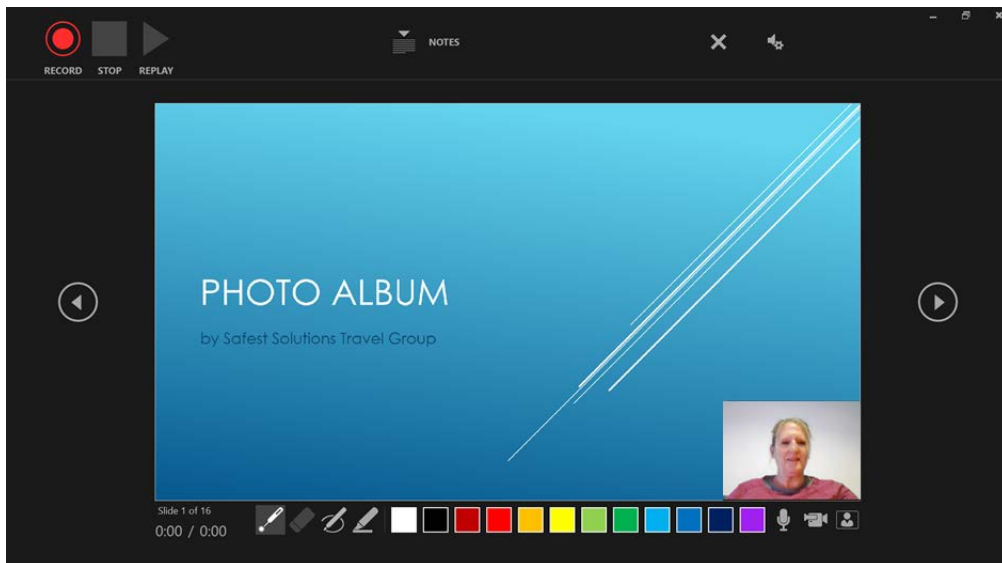 RECORD STOP REPLAY
NOTES
PHOTO ALBUM
by Safest Solutions Travel Group
Slide 1 of 16
0:00 / 0:00